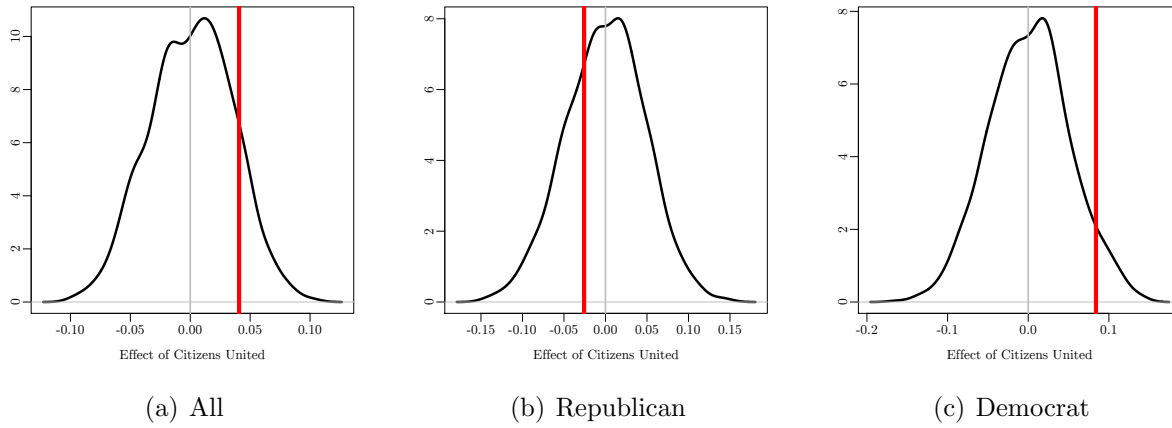 10
8
6
4
2
0
-0.10 -0.05 0.00 0.05 0.10
Effect of Citizens United
(a) All
8
6
4
2
0
-0.15 -0.10 -0.05 0.00 0.05 0.10 0.15
Effect of Citizens United
(b) Republican
8
6
4
2
0
-0.2 -0.1 0.0 0.1
Effect of Citizens United
(c) Democrat